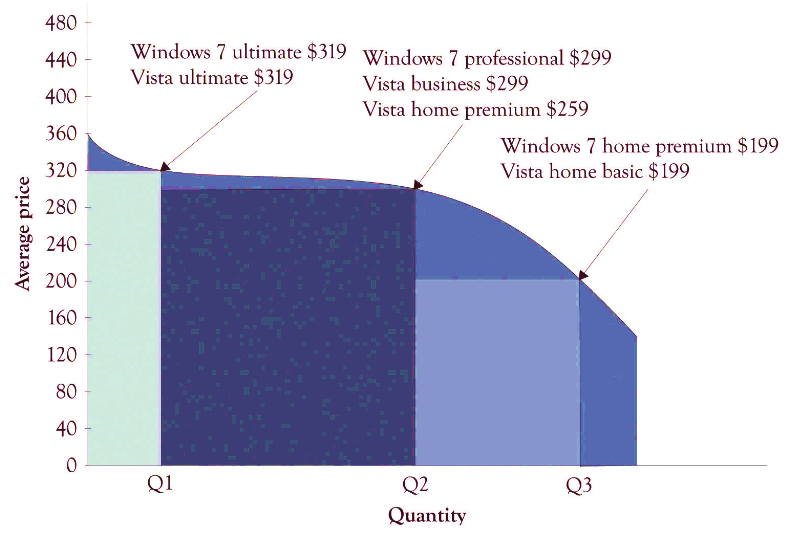 480
440
400
360
320
280
240
200
160
120
80
40
0
Average price
Windows 7 ultimate $319
Vista ultimate $319
Windows 7 professional $299
Vista business $299
Vista home premium $259
Windows 7 home premium $199
Vista home basic $199
Q1
Q2
Q3
Quantity